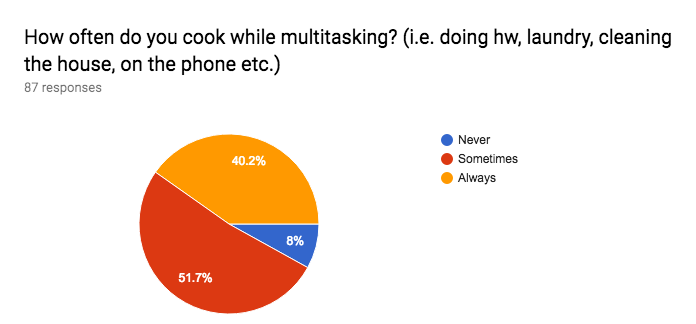 How often do you cook while multitasking? (i.e. doing hw, laundry, cleaning
the house, on the phone etc.)
87 responses
Never
Sometimes
Always
40.2%
8%
51.7%